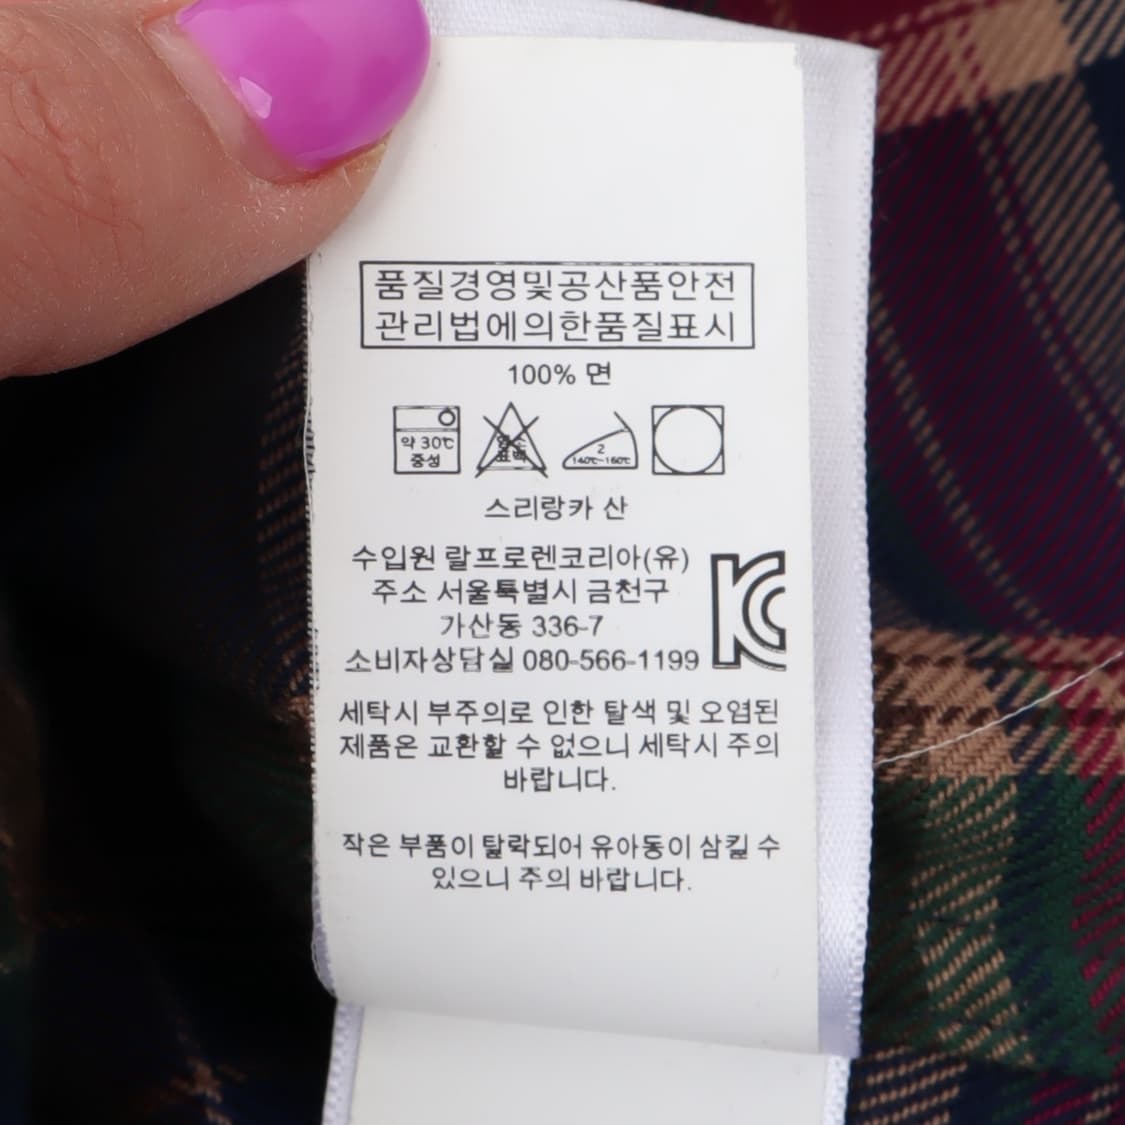 품질경영및공산품안전
관리법에의한품질표시
100% 면
약 30℃
중성
염소
표백
2
140℃~160℃
스리랑카 산
수입원 랄프로렌코리아(유)
주소 서울특별시 금천구
가산동 336-7
소비자상담실 080-566-1199
세탁시 부주의로 인한 탈색 및 오염된
제품은 교환할 수 없으니 세탁시 주의
바랍니다.
작은 부품이 탈락되어 유아동이 삼킬 수
있으니 주의 바랍니다.